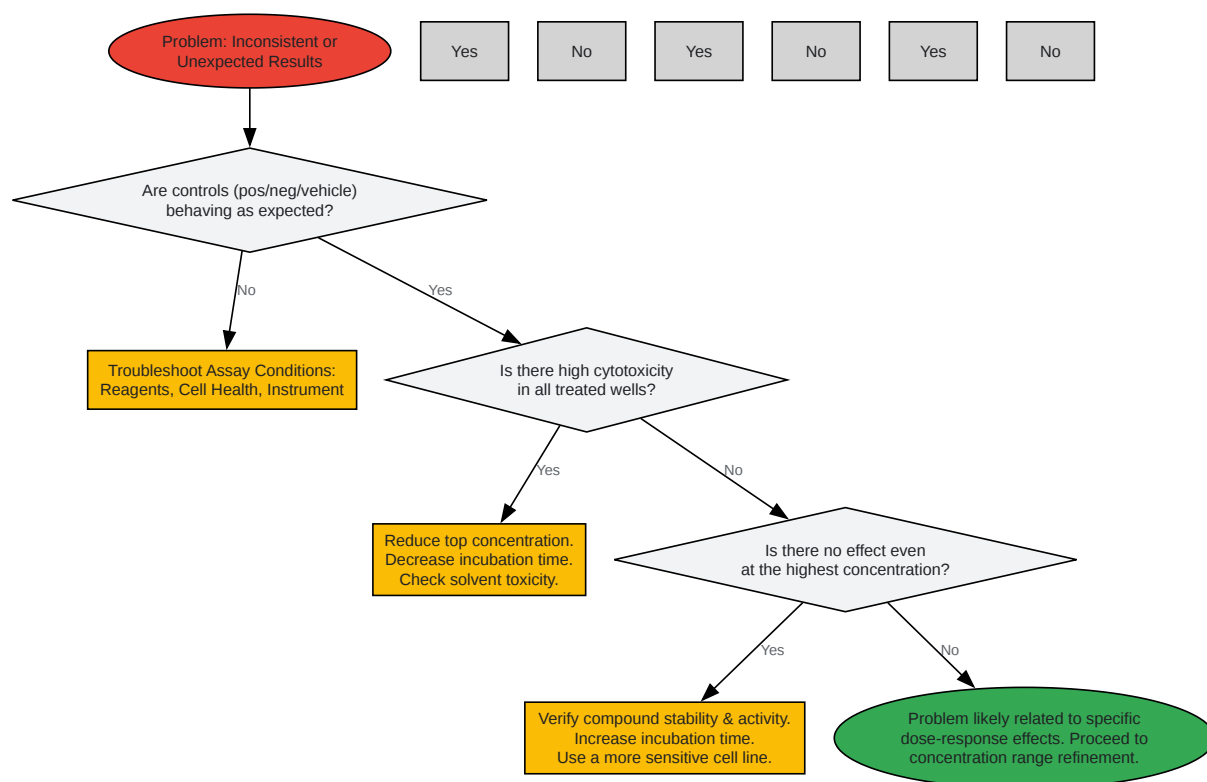 Problem: Inconsistent or
Unexpected Results
Yes
No
Yes
No
Yes
No
Are controls (pos/neg/vehicle)
behaving as expected?
No
Yes
Troubleshoot Assay Conditions:
Reagents, Cell Health, Instrument
Is there high cytotoxicity
in all treated wells?
Yes
No
Reduce top concentration.
Decrease incubation time.
Check solvent toxicity.
Is there no effect even
at the highest concentration?
Yes
No
Verify compound stability & activity.
Increase incubation time.
Use a more sensitive cell line.
Problem likely related to specific
dose-response effects. Proceed to
concentration range refinement.